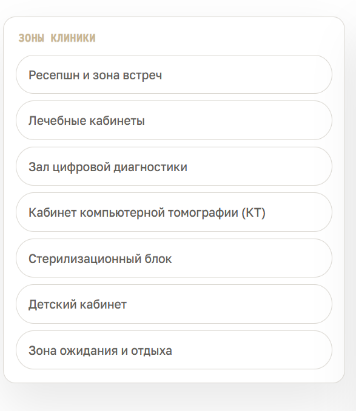 ЗОНЫ КЛИНИКИ
Ресепшн и зона встреч
Лечебные кабинеты
Зал цифровой диагностики
Кабинет компьютерной томографии (КТ)
Стерилизационный блок
Детский кабинет
Зона ожидания и отдыха